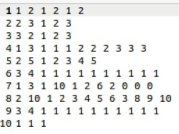 1 1 2 1 2 1 2
2 2 3 1 2 3
3 3 2 1 2 3
4 1 3 1 1 1 2 2 2 3 3 3
5 2 5 1 2 3 4 5
6 3 4 1 1 1 1 1 1 1 1 1 1
7 1 3 1 10 1 2 6 2 0 0 0
8 2 10 1 2 3 4 5 6 3 8 9 10
9 3 4 1 1 1 1 1 1 1 1 1 1
10 1 1 1